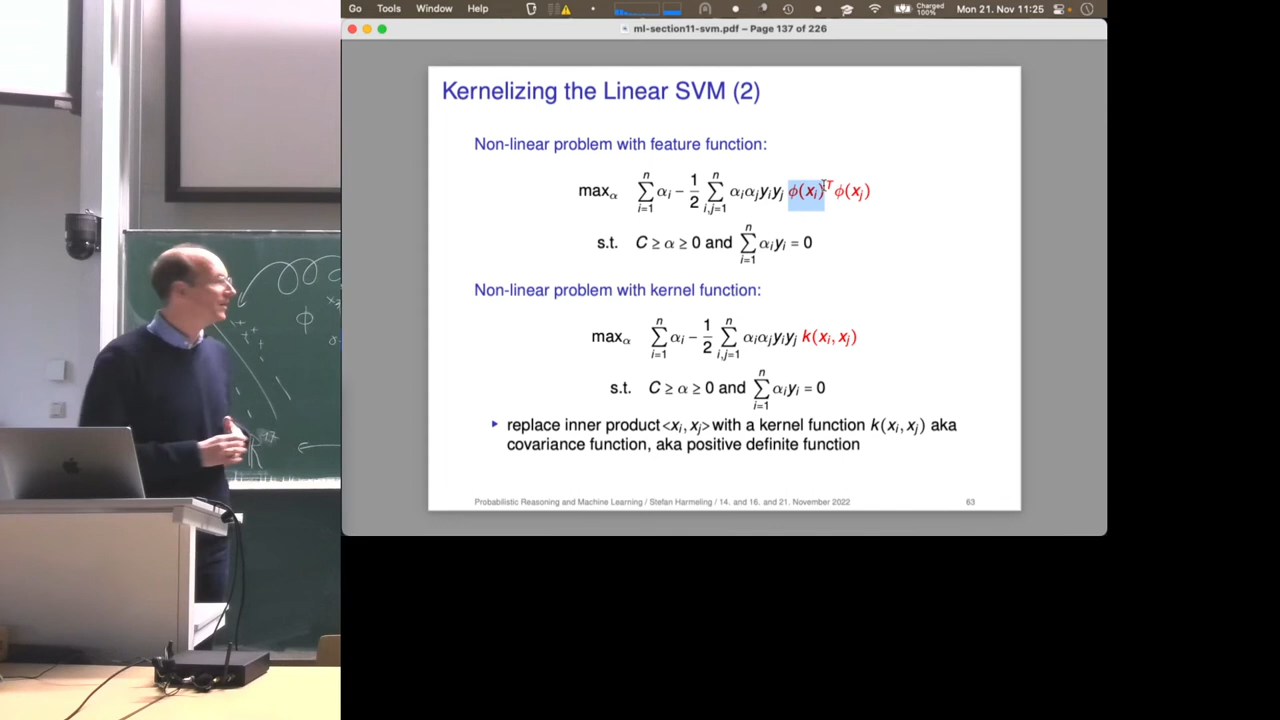 Go Tools Window Help Charged 100% Mon 21. Nov 11:25
ml-section11-svm.pdf – Page 137 of 226
Kernelizing the Linear SVM (2)
Non-linear problem with feature function:
max_α ∑_{i=1}^{n} α_i − 1/2 ∑_{i,j=1}^{n} α_i α_j y_i y_j ϕ(x_i)^T ϕ(x_j)
s.t. C ≥ α ≥ 0 and ∑_{i=1}^{n} α_i y_i = 0
Non-linear problem with kernel function:
max_α ∑_{i=1}^{n} α_i − 1/2 ∑_{i,j=1}^{n} α_i α_j y_i y_j k(x_i, x_j)
s.t. C ≥ α ≥ 0 and ∑_{i=1}^{n} α_i y_i = 0
▸ replace inner product <x_i, x_j> with a kernel function k(x_i, x_j) aka
covariance function, aka positive definite function
Probabilistic Reasoning and Machine Learning / Stefan Harmeling / 14. and 16. and 21. November 2022 63
ϕ